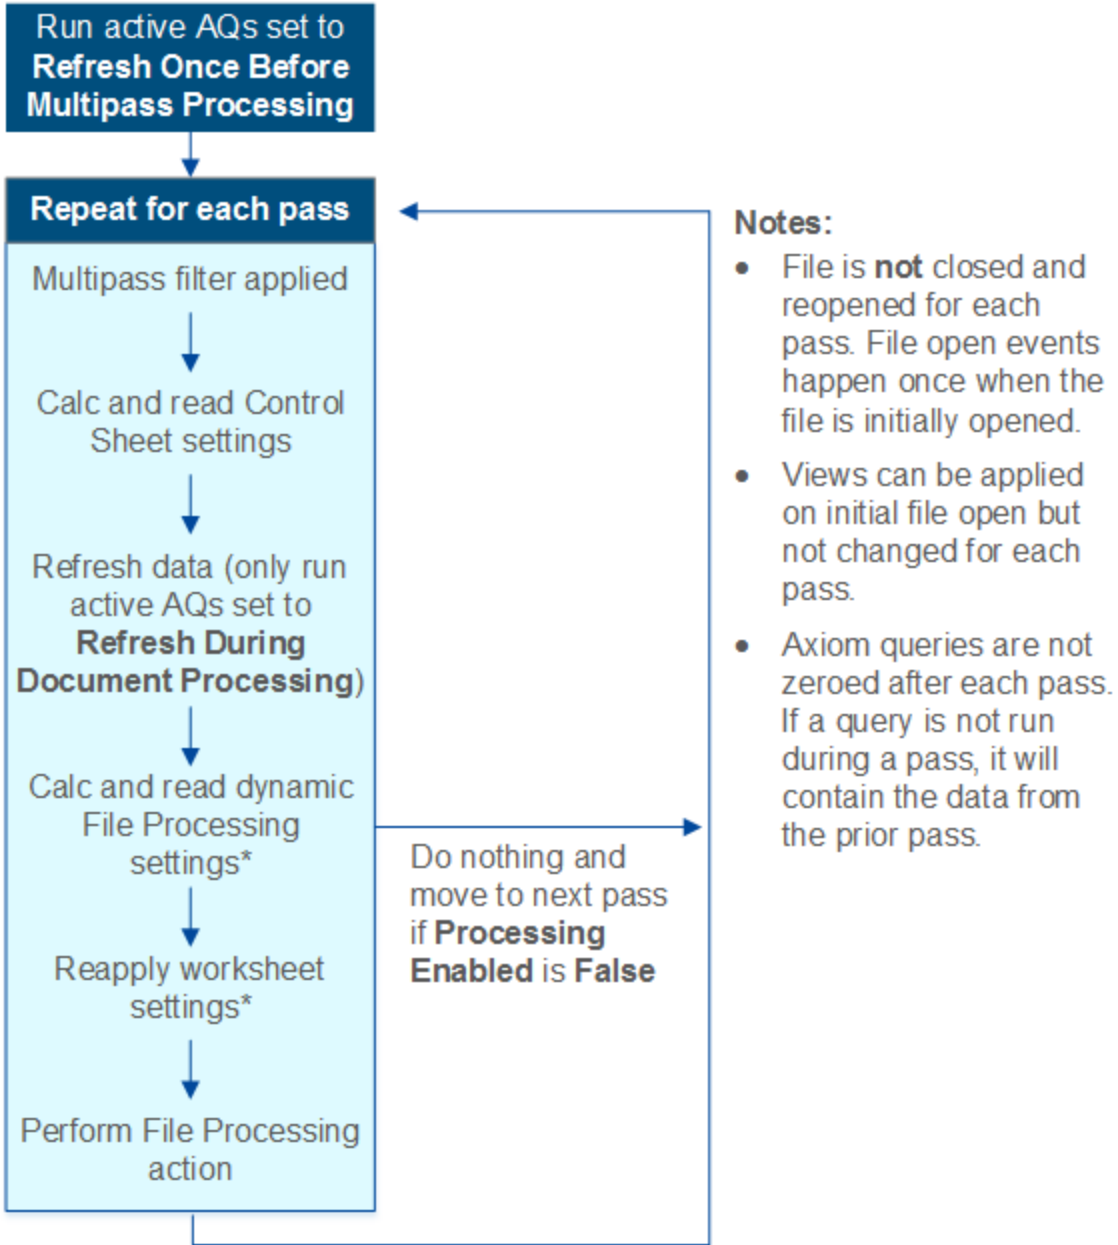 Run active AQs set to
Refresh Once Before
Multipass Processing
Repeat for each pass
Multipass filter applied
Calc and read Control
Sheet settings
Refresh data (only run
active AQs set to
Refresh During
Document Processing)
Calc and read dynamic
File Processing
settings*
Reapply worksheet
settings*
Perform File Processing
action
Do nothing and
move to next pass
if Processing
Enabled is False
Notes:
• File is not closed and
reopened for each
pass. File open events
happen once when the
file is initially opened.
• Views can be applied
on initial file open but
not changed for each
pass.
• Axiom queries are not
zeroed after each pass.
If a query is not run
during a pass, it will
contain the data from
the prior pass.